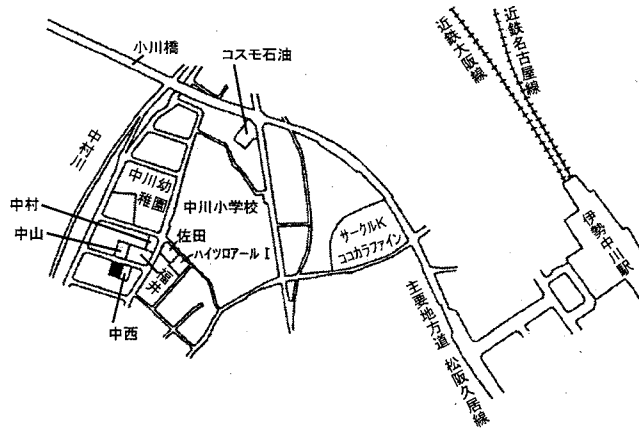 小川橋
コスモ石油
近鉄大阪線
近鉄名古屋線
中村川
中川幼
稚園
中川小学校
中村
中山
佐田
ハイツロアールⅠ
福井
中西
サークルK
ココカラファイン
伊勢中川駅
主要地方道 松阪久居線